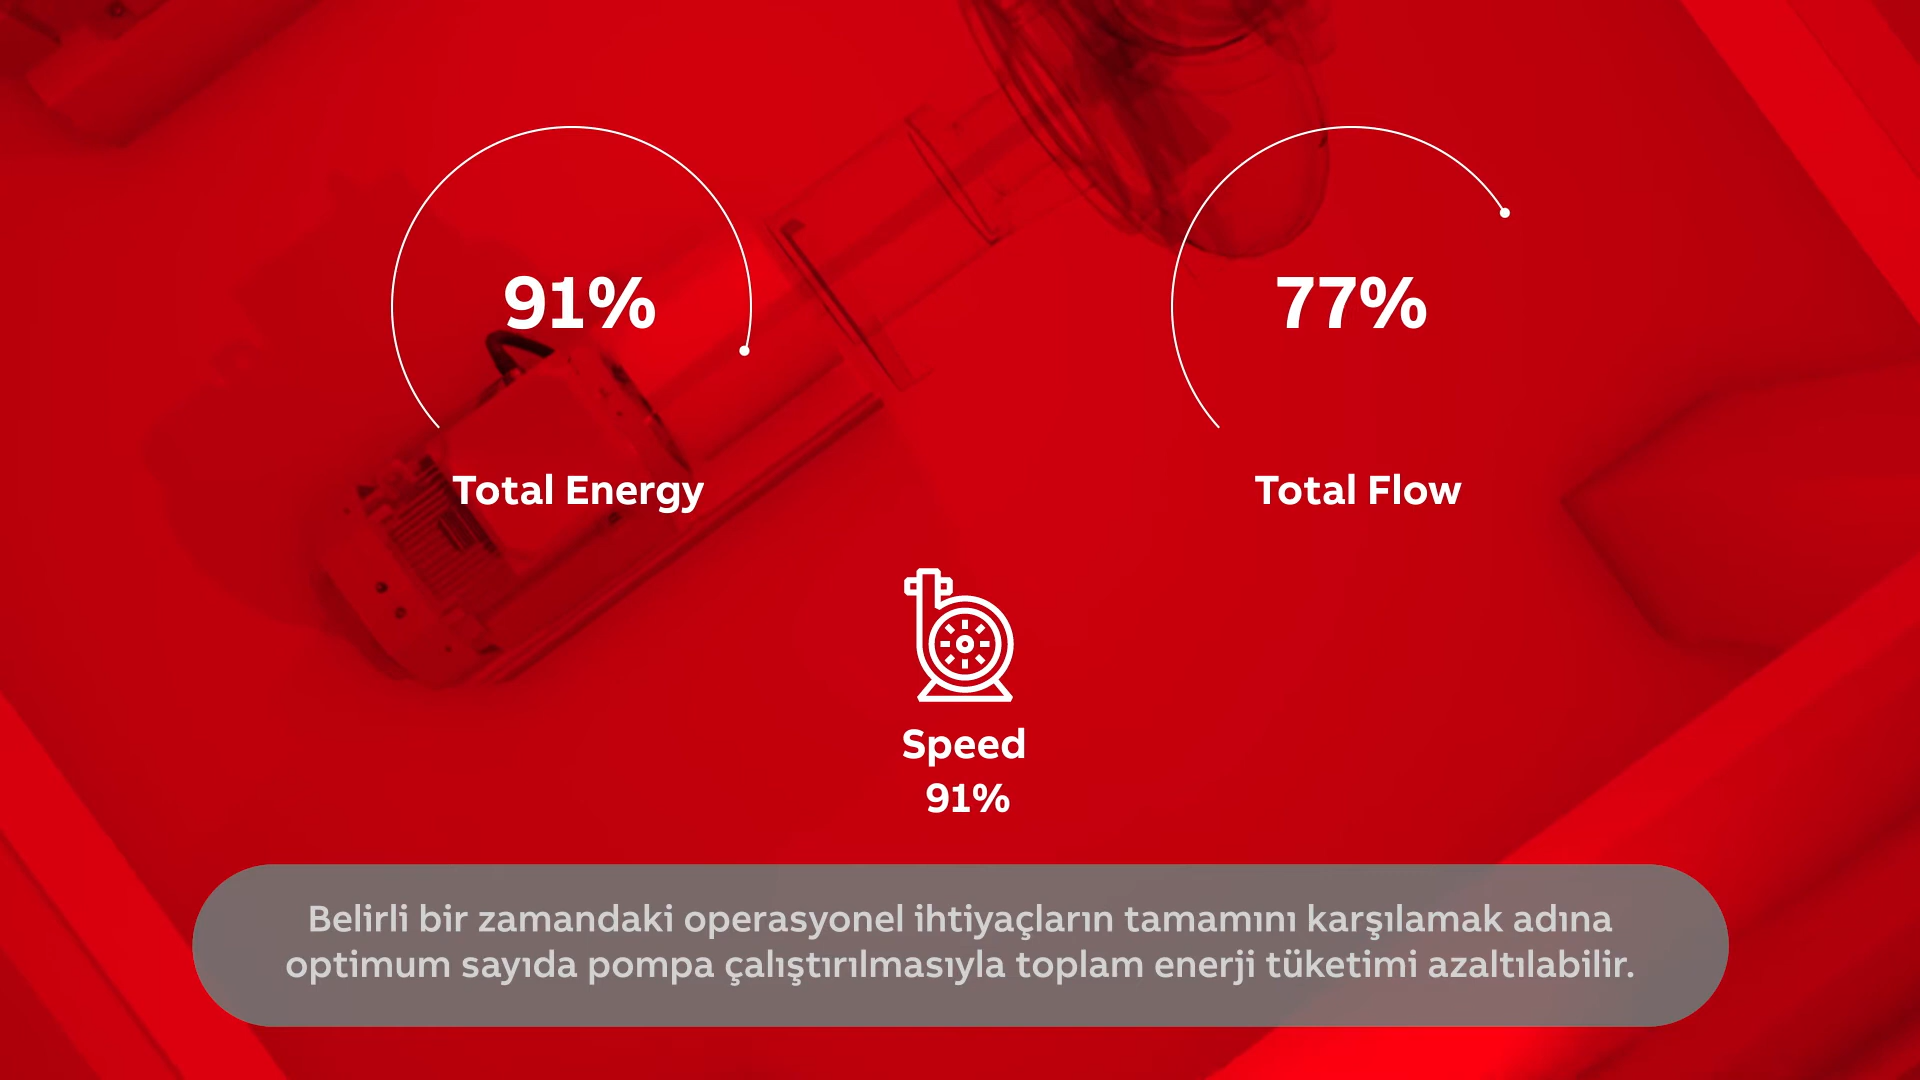 91%
77%
Total Energy
Total Flow
Speed
91%
Belirli bir zamandaki operasyonel ihtiyaçların tamamını karşılamak adına
optimum sayıda pompa çalıştırılmasıyla toplam enerji tüketimi azaltılabilir.